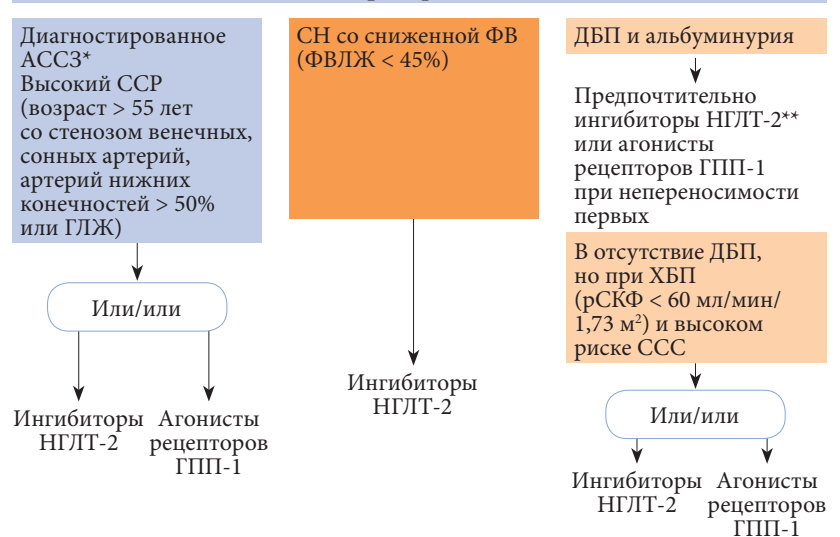 Диагностированное
АССЗ*
Высокий ССР
(возраст > 55 лет
со стенозом венечных,
сонных артерий,
артерий нижних
конечностей > 50%
или ГЛЖ)
Или/или
Ингибиторы
НГЛТ-2
Агонисты
рецепторов
ГПП-1
СН со сниженной ФВ
(ФВЛЖ < 45%)
Ингибиторы
НГЛТ-2
ДБП и альбуминурия
Предпочтительно
ингибиторы НГЛТ-2**
или агонисты
рецепторов ГПП-1
при непереносимости
первых
В отсутствие ДБП,
но при ХБП
(рСКФ < 60 мл/мин/
1,73 м²) и высоком
риске ССС
Или/или
Ингибиторы
НГЛТ-2
Агонисты
рецепторов
ГПП-1